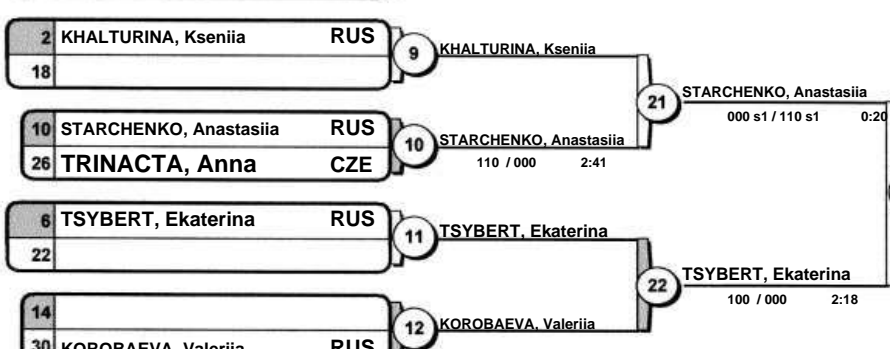 2 KHALTURINA, Kseniia RUS
18
9 KHALTURINA, Kseniia
10 STARCHENKO, Anastasiia RUS
26 TRINACTA, Anna CZE
10 STARCHENKO, Anastasiia
110 / 000 2:41
21 STARCHENKO, Anastasiia
000 s1 / 110 s1 0:20
6 TSYBERT, Ekaterina RUS
22
11 TSYBERT, Ekaterina
14
30 KOROBAEVA, Valeriia RUS
12 KOROBAEVA, Valeriia
22 TSYBERT, Ekaterina
100 / 000 2:18